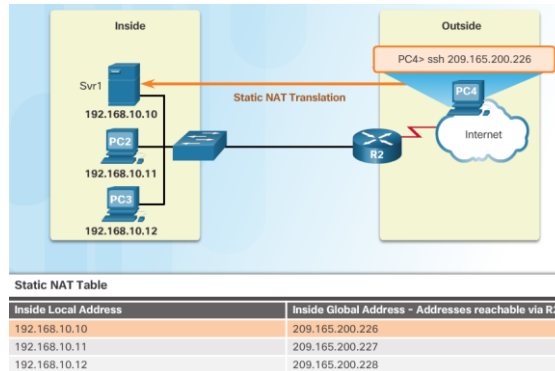 Inside
Outside
PC4> ssh 209.165.200.226
Svr1
Static NAT Translation
PC4
192.168.10.10
Internet
PC2
R2
192.168.10.11
PC3
192.168.10.12
Static NAT Table
Inside Local Address
Inside Global Address - Addresses reachable via R2
192.168.10.10
209.165.200.226
192.168.10.11
209.165.200.227
192.168.10.12
209.165.200.228